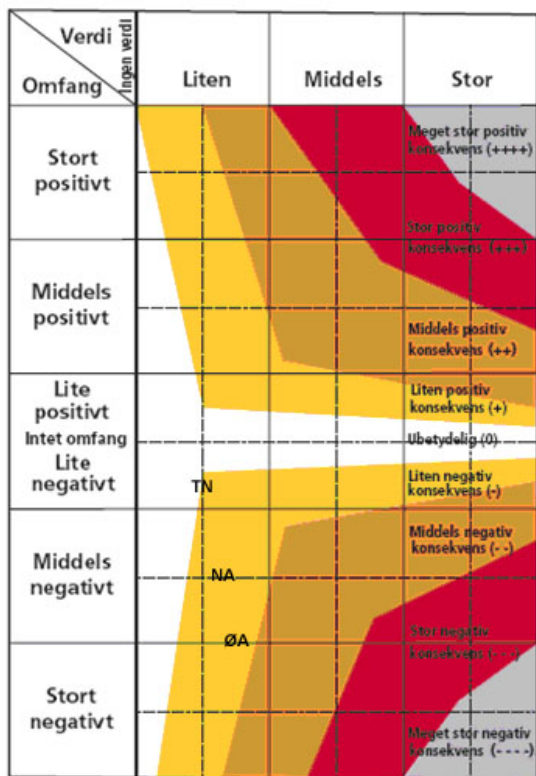 Verdi
Omfang
Ingen verdi
Liten
Middels
Stor
Stort
positivt
Meget stor positiv
konsekvens (++++)
Stor positiv
konsekvens (+++)
Middels
positivt
Middels positiv
konsekvens (++)
Lite
positivt
Liten positiv
konsekvens (+)
Intet omfang
Ubetydelig (0)
Lite
negativt
Liten negativ
konsekvens (-)
TN
Middels
negativt
Middels negativ
konsekvens (- -)
NA
ØA
Stor negativ
konsekvens (- - -)
Stort
negativt
Meget stor negativ
konsekvens (- - - -)